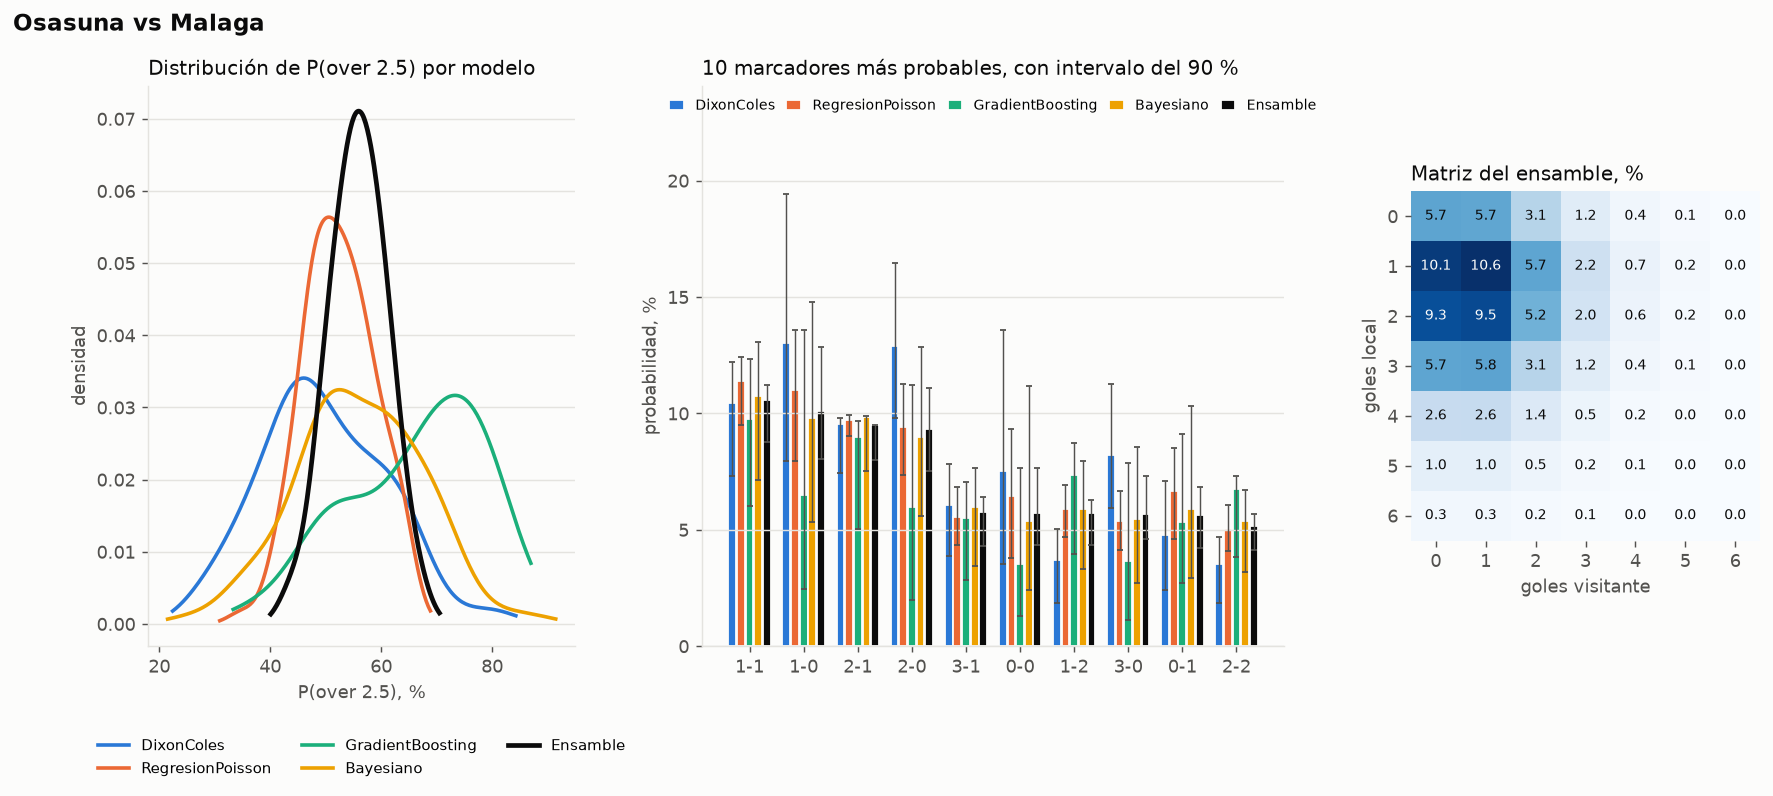 Osasuna vs Malaga
Distribución de P(over 2.5) por modelo
densidad
0.07
0.06
0.05
0.04
0.03
0.02
0.01
0.00
20 40 60 80
P(over 2.5), %
DixonColes GradientBoosting Ensamble
RegresionPoisson Bayesiano
10 marcadores más probables, con intervalo del 90 %
DixonColes RegresionPoisson GradientBoosting Bayesiano Ensamble
probabilidad, %
20
15
10
5
0
1-1 1-0 2-1 2-0 3-1 0-0 1-2 3-0 0-1 2-2
Matriz del ensamble, %
goles local
0 5.7 5.7 3.1 1.2 0.4 0.1 0.0
1 10.1 10.6 5.7 2.2 0.7 0.2 0.0
2 9.3 9.5 5.2 2.0 0.6 0.2 0.0
3 5.7 5.8 3.1 1.2 0.4 0.1 0.0
4 2.6 2.6 1.4 0.5 0.2 0.0 0.0
5 1.0 1.0 0.5 0.2 0.1 0.0 0.0
6 0.3 0.3 0.2 0.1 0.0 0.0 0.0
0 1 2 3 4 5 6
goles visitante